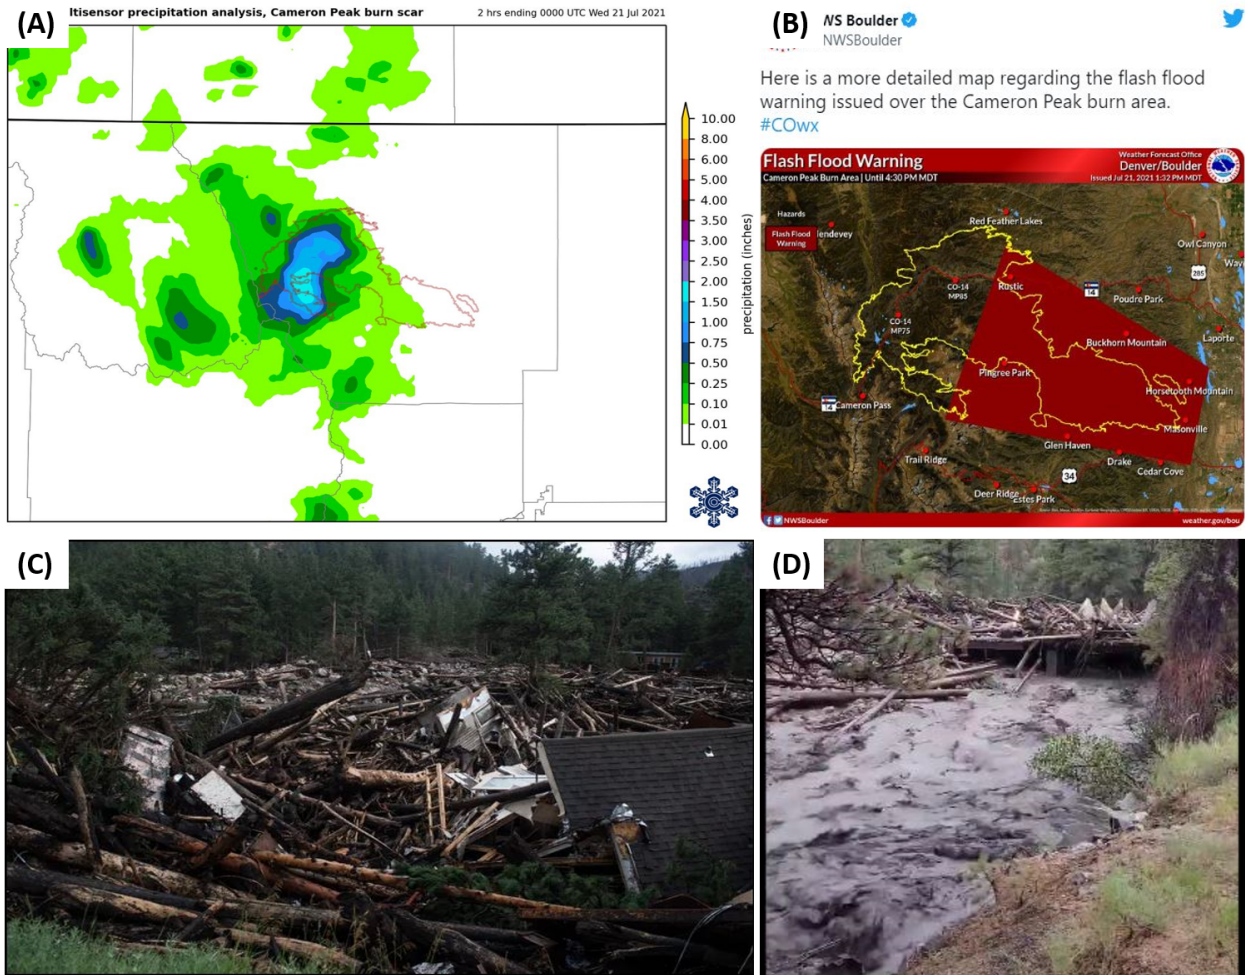 (A)
ltisensor precipitation analysis, Cameron Peak burn scar
2 hrs ending 0000 UTC Wed 21 Jul 2021
10.00
8.00
6.00
5.00
4.00
3.50
3.00
2.50
2.00
1.50
1.00
0.75
0.50
0.25
0.10
0.01
0.00
precipitation (inches)
(B)
WS Boulder
NWSBoulder
Here is a more detailed map regarding the flash flood
warning issued over the Cameron Peak burn area.
#COwx
Flash Flood Warning
Cameron Peak Burn Area | Until 4:30 PM MDT
Weather Forecast Office
Denver/Boulder
Issued Jul 21, 2021 1:32 PM MDT
Hazards
Flash Flood
Warning
lendevey
Red Feather Lakes
Owl Canyon
Wav
285
CO-14
MP85
Rustic
14
Poudre Park
CO-14
MP75
Laporte
Buckhorn Mountain
Pingree Park
Horsetooth Mountain
14
Cameron Pass
Masonville
Glen Haven
Trail Ridge
Drake
Cedar Cove
34
Deer Ridge
Estes Park
NWSBoulder
weather.gov/bou
(C)
(D)